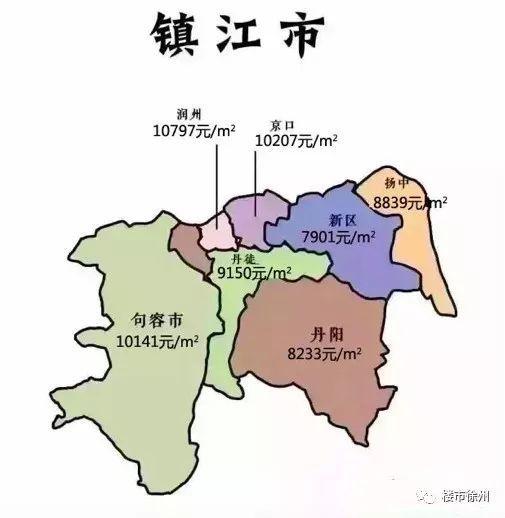 镇江市
润州
10797元/m²
京口
10207元/m²
扬中
8839元/m²
新区
7901元/m²
丹徒
9150元/m²
句容市
10141元/m²
丹阳
8233元/m²
楼市徐州